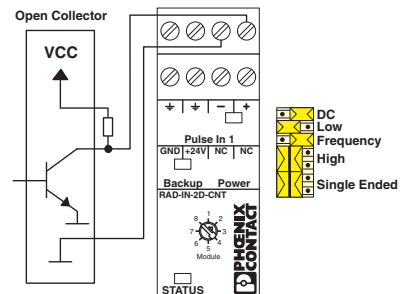 Open Collector
VCC
- +
Pulse In 1
GND +24V NC NC
Backup Power
RAD-IN-2D-CNT
1
2
3
4
5
6
7
8
Module
STATUS
PHŒNIX
CONTACT
DC
Low
Frequency
High
Single Ended